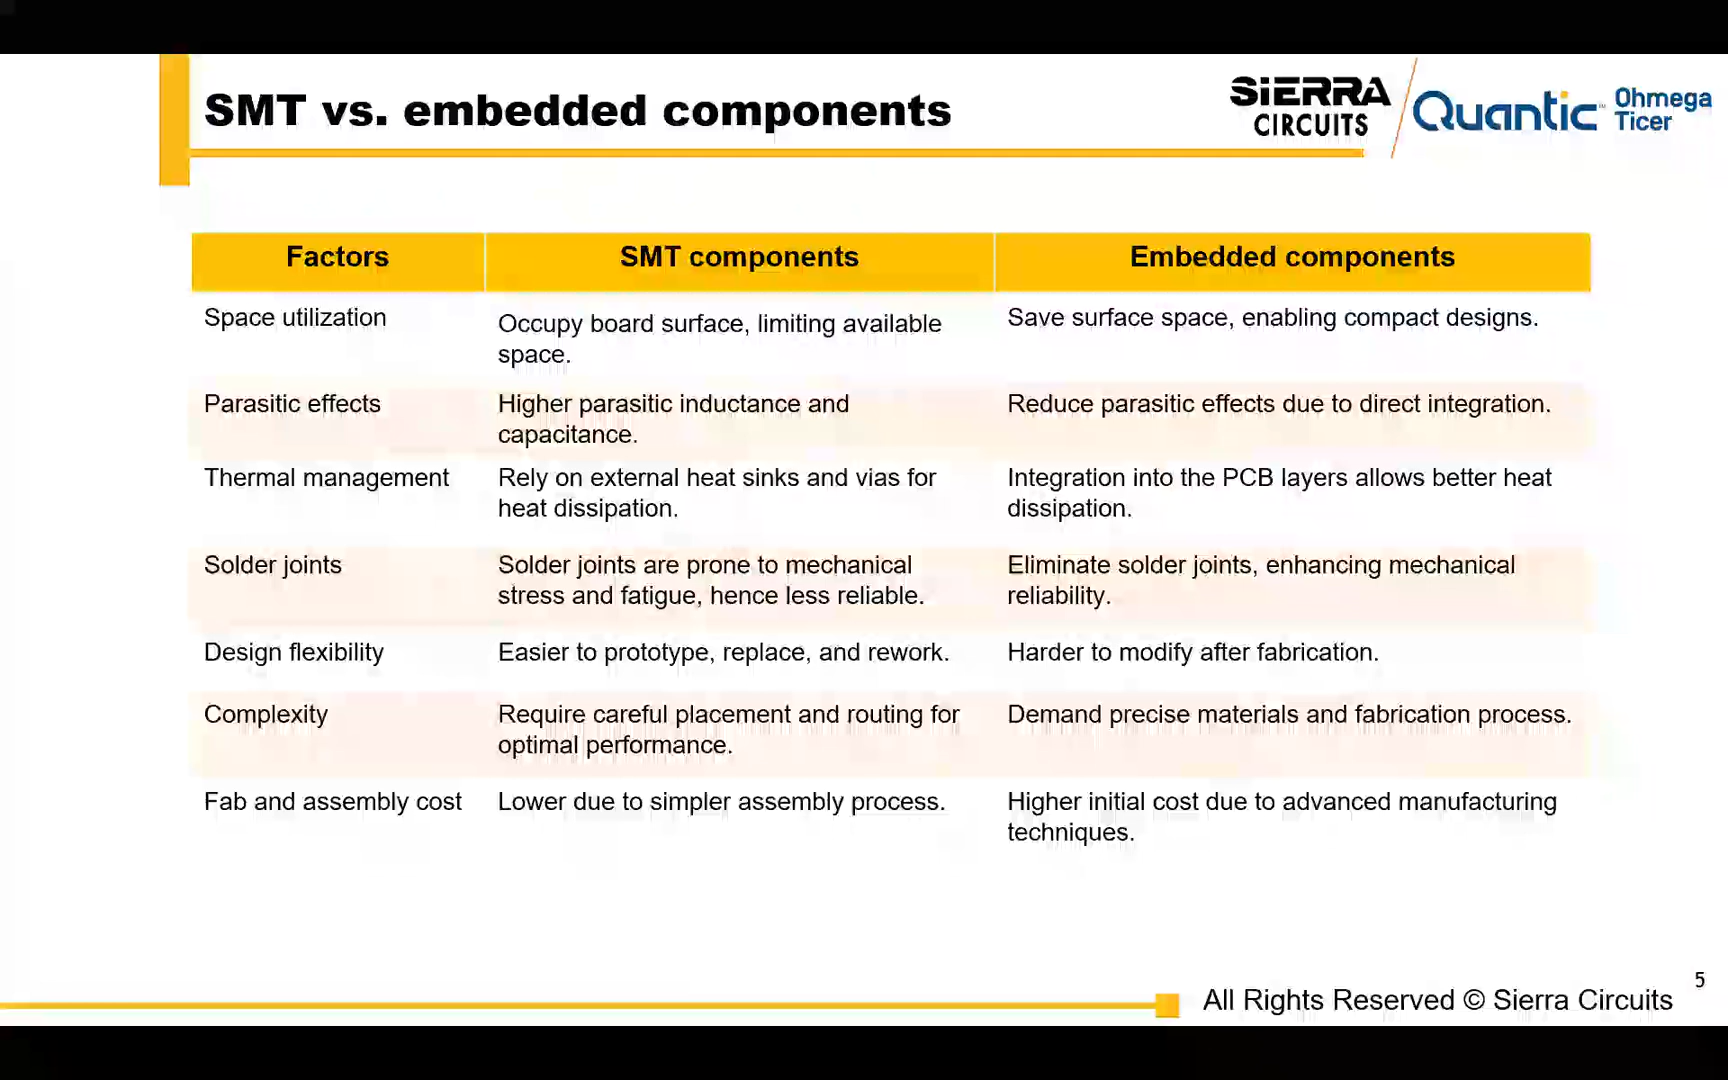 SMT vs. embedded components
SiERRA
CIRCUITS
Quantic™
Ohmega
Ticer
Factors
SMT components
Embedded components
Space utilization
Occupy board surface, limiting available
space.
Save surface space, enabling compact designs.
Parasitic effects
Higher parasitic inductance and
capacitance.
Reduce parasitic effects due to direct integration.
Thermal management
Rely on external heat sinks and vias for
heat dissipation.
Integration into the PCB layers allows better heat
dissipation.
Solder joints
Solder joints are prone to mechanical
stress and fatigue, hence less reliable.
Eliminate solder joints, enhancing mechanical
reliability.
Design flexibility
Easier to prototype, replace, and rework.
Harder to modify after fabrication.
Complexity
Require careful placement and routing for
optimal performance.
Demand precise materials and fabrication process.
Fab and assembly cost
Lower due to simpler assembly process.
Higher initial cost due to advanced manufacturing
techniques.
5
All Rights Reserved © Sierra Circuits